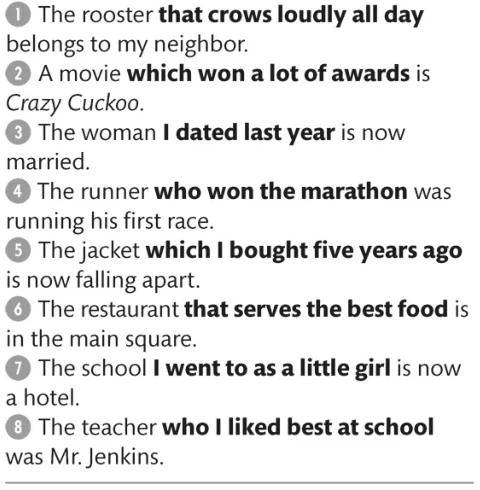 1 The rooster that crows loudly all day
belongs to my neighbor.
2 A movie which won a lot of awards is
Crazy Cuckoo.
3 The woman I dated last year is now
married.
4 The runner who won the marathon was
running his first race.
5 The jacket which I bought five years ago
is now falling apart.
6 The restaurant that serves the best food is
in the main square.
7 The school I went to as a little girl is now
a hotel.
8 The teacher who I liked best at school
was Mr. Jenkins.